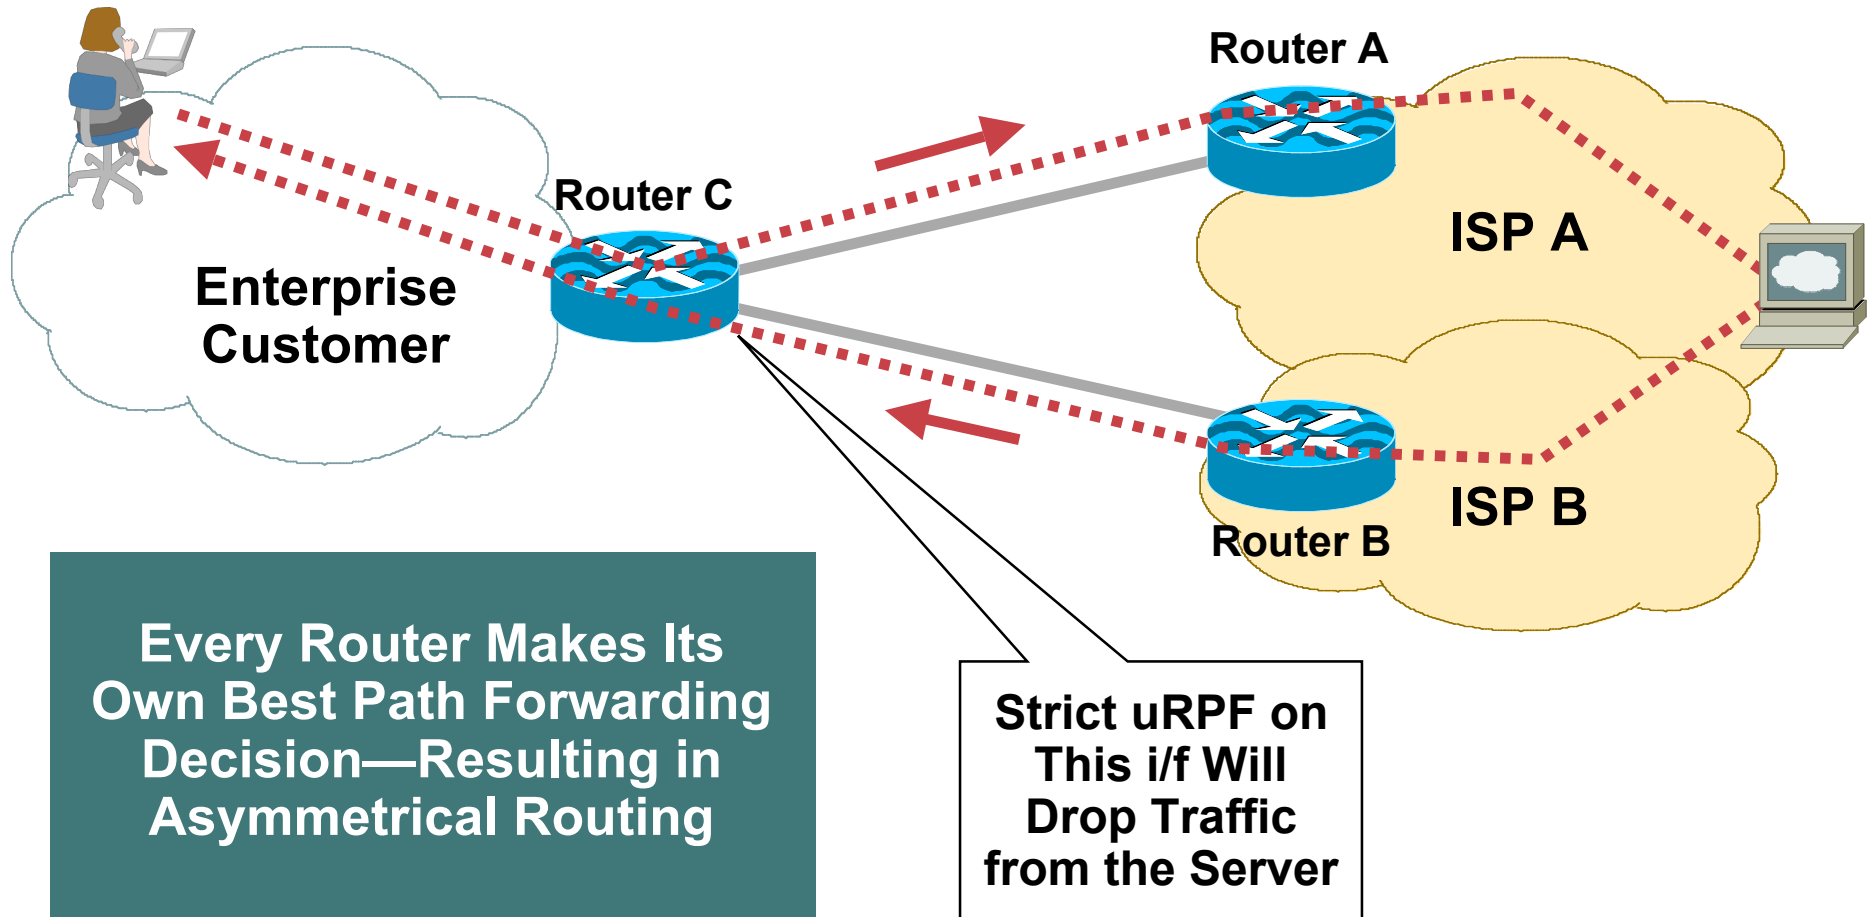 Router A
Router C
ISP A
Enterprise
Customer
ISP B
Router B
Every Router Makes Its
Own Best Path Forwarding
Decision—Resulting in
Asymmetrical Routing
Strict uRPF on
This i/f Will
Drop Traffic
from the Server